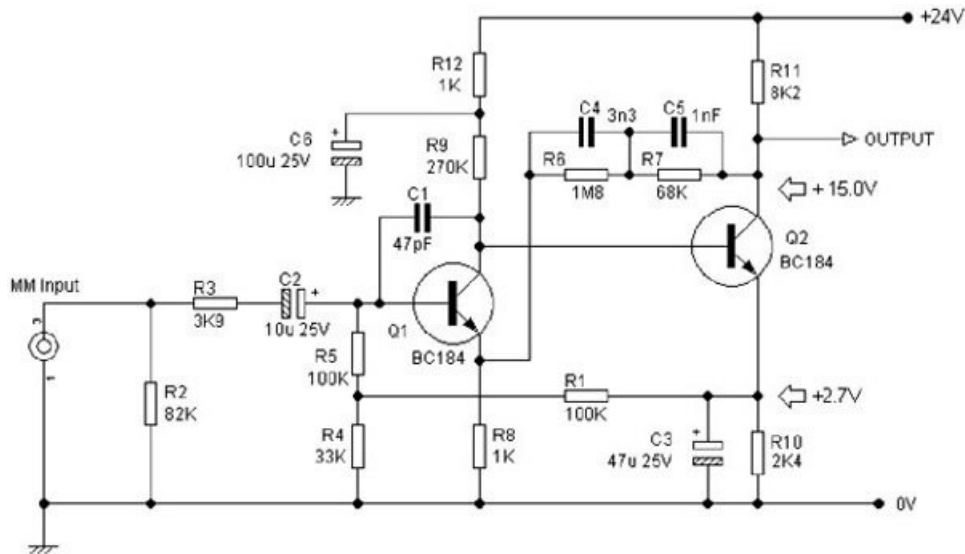 +24V
R12
1K
R11
8K2
C4
3n3
C5
1nF
C6
+
100u 25V
R9
270K
OUTPUT
R6
1M8
R7
68K
+ 15.0V
C1
47pF
Q2
BC184
MM Input
R3
3K9
C2
+
10u 25V
Q1
BC184
3
1
R5
100K
R1
100K
+2.7V
R2
82K
R4
33K
R8
1K
C3
+
47u 25V
R10
2K4
0V